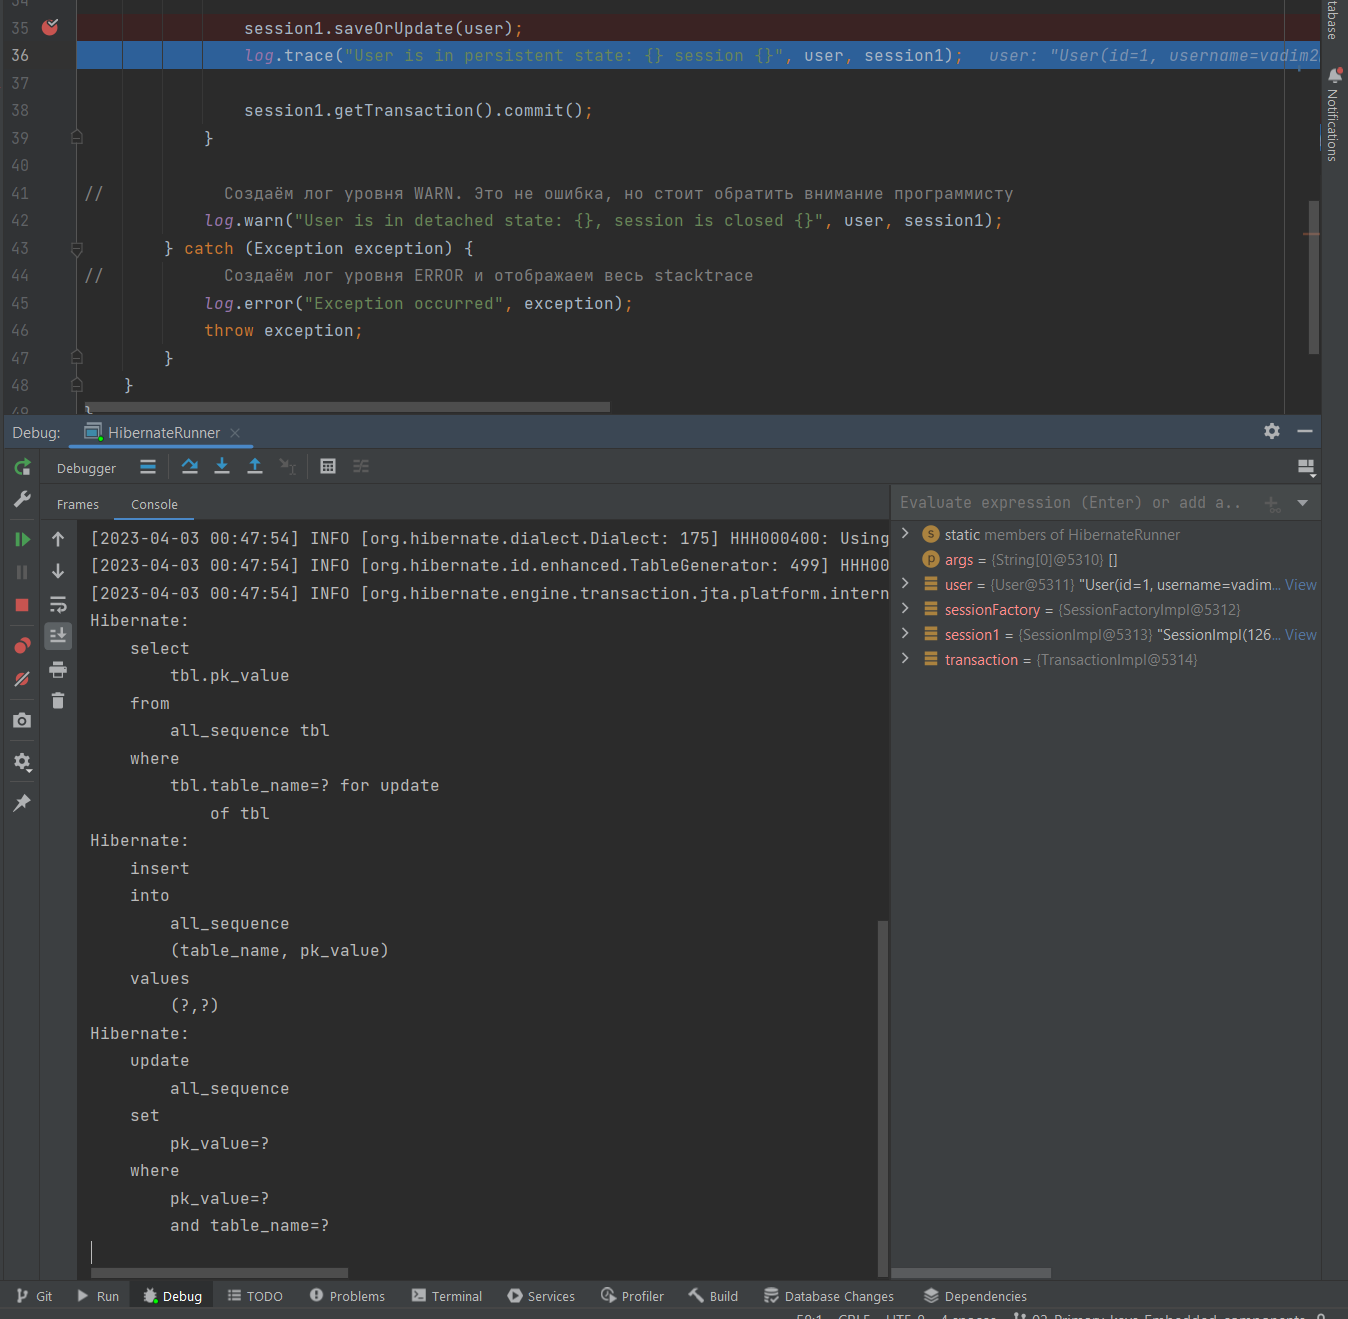 34
35 session1.saveOrUpdate(user);
36 log.trace("User is in persistent state: {} session {}", user, session1); user: "User(id=1, username=vadim2
37
38 session1.getTransaction().commit();
39 }
40
41 // Создаём лог уровня WARN. Это не ошибка, но стоит обратить внимание программисту
42 log.warn("User is in detached state: {}, session is closed {}", user, session1);
43 } catch (Exception exception) {
44 // Создаём лог уровня ERROR и отображаем весь stacktrace
45 log.error("Exception occurred", exception);
46 throw exception;
47 }
48 }
49 }
tabase
Notifications
Debug: HibernateRunner
Debugger
Frames Console
[2023-04-03 00:47:54] INFO [org.hibernate.dialect.Dialect: 175] HHH000400: Using
[2023-04-03 00:47:54] INFO [org.hibernate.id.enhanced.TableGenerator: 499] HHH00
[2023-04-03 00:47:54] INFO [org.hibernate.engine.transaction.jta.platform.intern
Hibernate:
select
tbl.pk_value
from
all_sequence tbl
where
tbl.table_name=? for update
of tbl
Hibernate:
insert
into
all_sequence
(table_name, pk_value)
values
(?,?)
Hibernate:
update
all_sequence
set
pk_value=?
where
pk_value=?
and table_name=?
Evaluate expression (Enter) or add a..
static members of HibernateRunner
args = {String[0]@5310} []
user = {User@5311} "User(id=1, username=vadim... View
sessionFactory = {SessionFactoryImpl@5312}
session1 = {SessionImpl@5313} "SessionImpl(126... View
transaction = {TransactionImpl@5314}
Git Run Debug TODO Problems Terminal Services Profiler Build Database Changes Dependencies
50:1 CRLF UTF-8 4 spaces 03_Primary_keys_Embedded_components